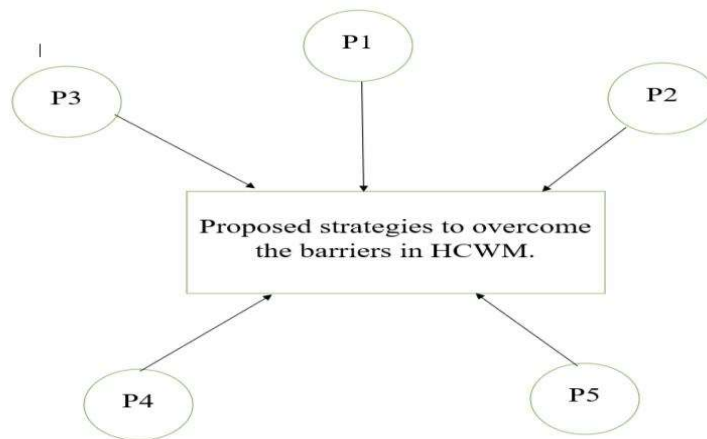 P1
P3
P2
Proposed strategies to overcome
the barriers in HCWM.
P4
P5